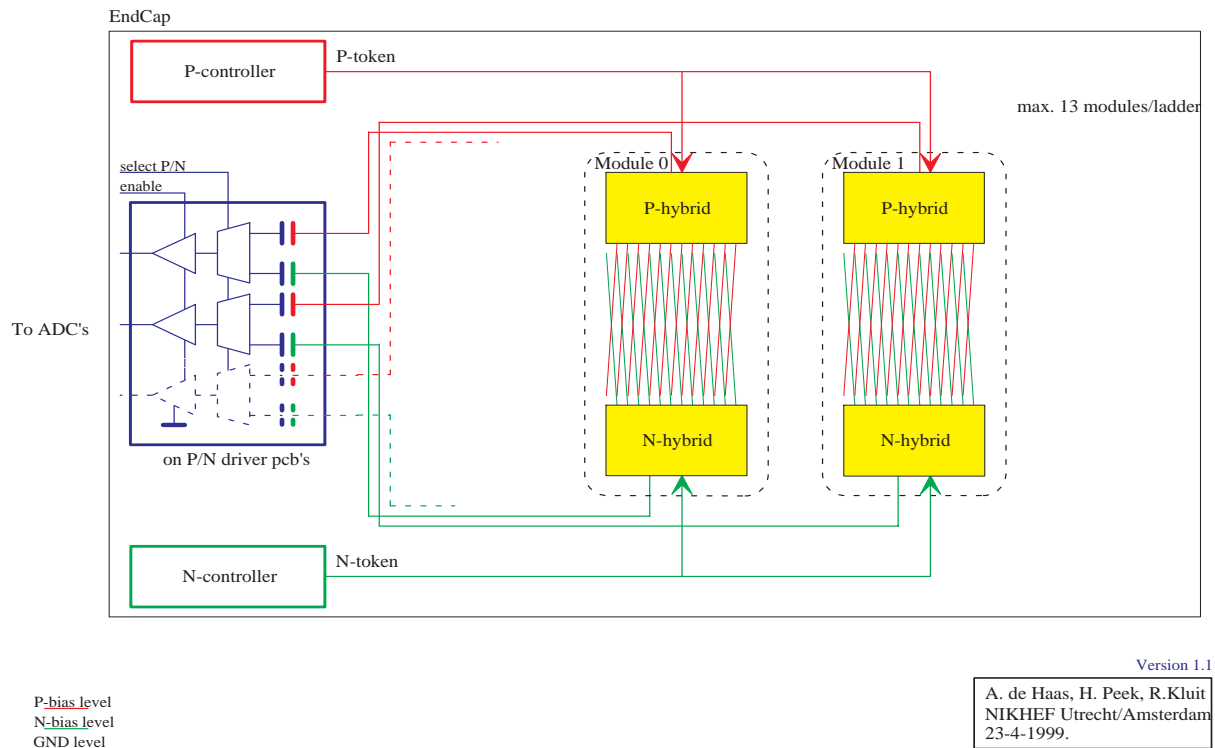 EndCap
P-controller
P-token
max. 13 modules/ladder
select P/N
enable
Module 0
Module 1
P-hybrid
P-hybrid
To ADC's
N-hybrid
N-hybrid
on P/N driver pcb's
N-token
N-controller
Version 1.1
P-bias level
N-bias level
GND level
A. de Haas, H. Peek, R.Kluit
NIKHEF Utrecht/Amsterdam
23-4-1999.